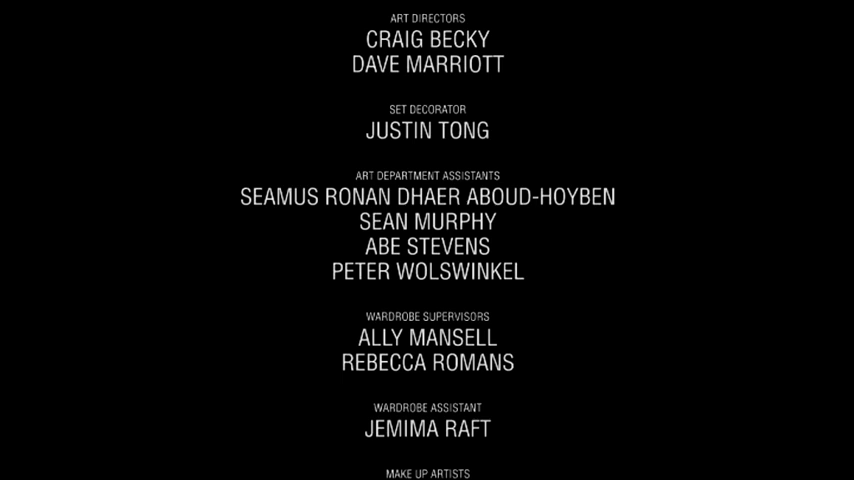 ART DIRECTORS
CRAIG BECKY
DAVE MARRIOTT
SET DECORATOR
JUSTIN TONG
ART DEPARTMENT ASSISTANTS
SEAMUS RONAN DHAER ABOUD-HOYBEN
SEAN MURPHY
ABE STEVENS
PETER WOLSWINKEL
WARDROBE SUPERVISORS
ALLY MANSELL
REBECCA ROMANS
WARDROBE ASSISTANT
JEMIMA RAFT
MAKE UP ARTISTS